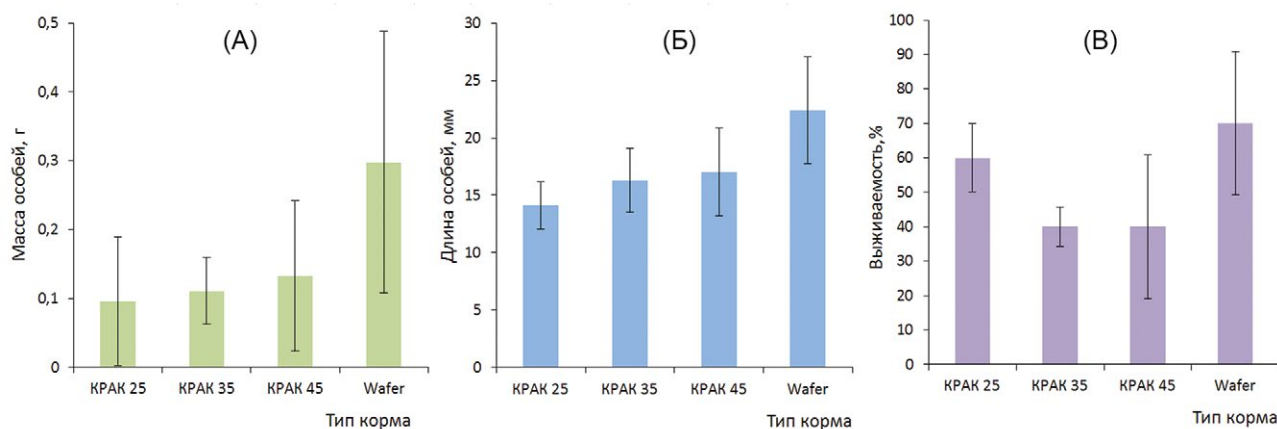 (А)
Масса особей, г
0,5
0,4
0,3
0,2
0,1
0
КРАК 25 КРАК 35 КРАК 45 Wafer
Тип корма
(Б)
Длина особей, мм
30
25
20
15
10
5
0
КРАК 25 КРАК 35 КРАК 45 Wafer
Тип корма
(В)
Выживаемость,%
100
90
80
70
60
50
40
30
20
10
0
КРАК 25 КРАК 35 КРАК 45 Wafer
Тип корма